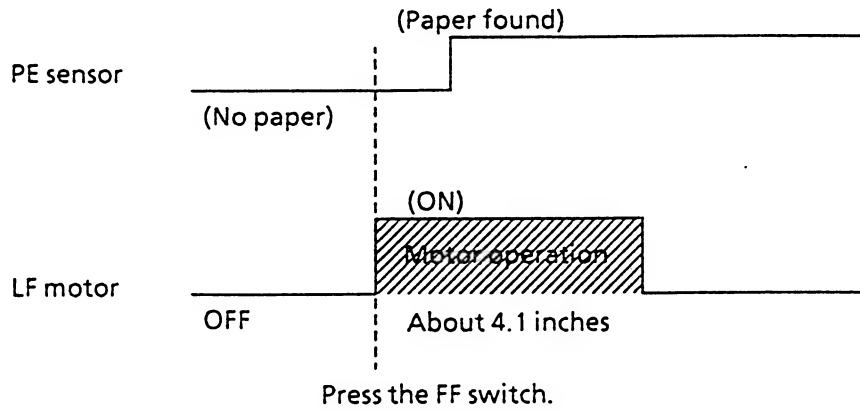 (Paper found)
PE sensor
(No paper)
(ON)
Motor operation
LF motor
OFF
About 4.1 inches
Press the FF switch.